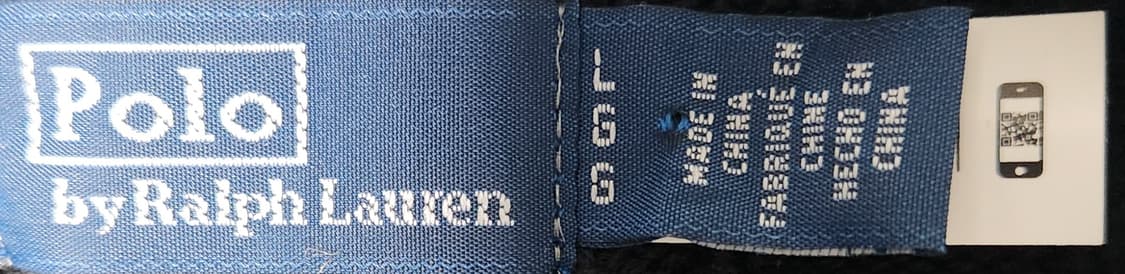 Polo
by Ralph Lauren
L
G
G
MADE IN
CHINA
FABRIQUÉ EN
CHINE
HECHO EN
CHINA